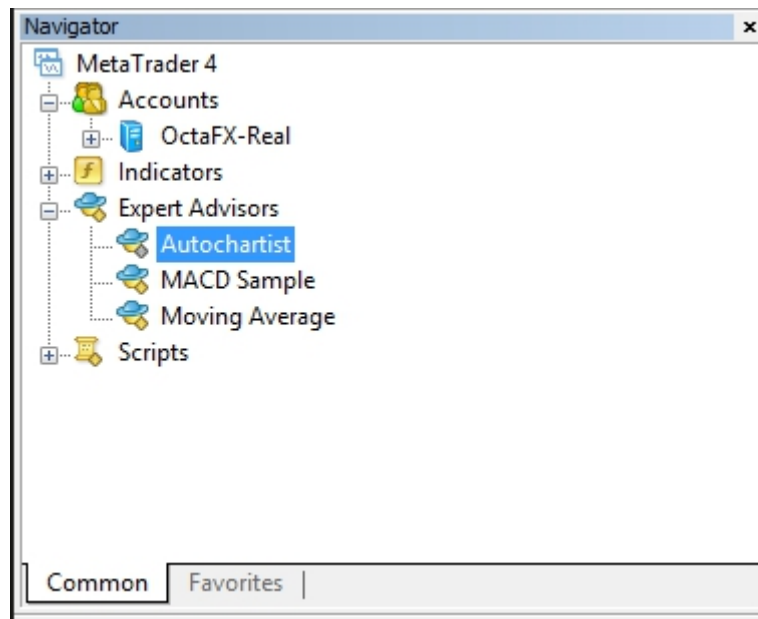 Navigator
MetaTrader 4
Accounts
OctaFX-Real
Indicators
Expert Advisors
Autochartist
MACD Sample
Moving Average
Scripts
Common Favorites